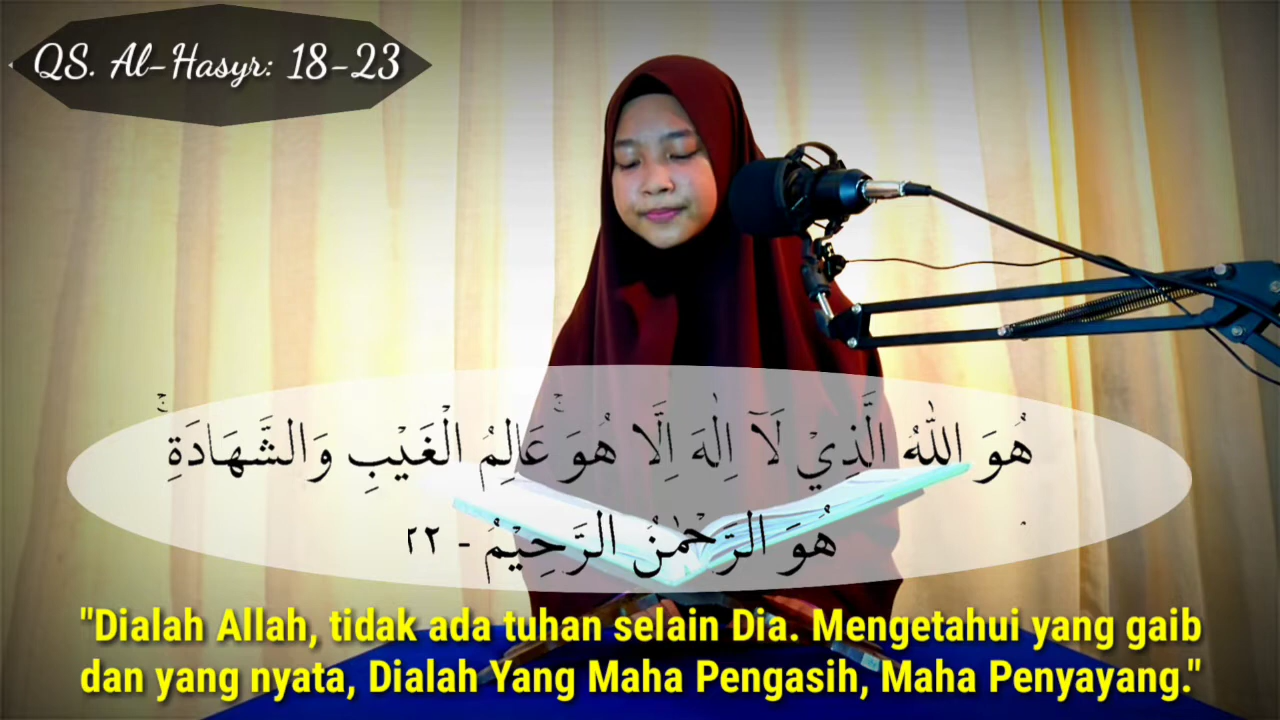 QS. Al-Hasyr: 18-23
هُوَ اللّٰهُ الَّذِيْ لَآ اِلٰهَ اِلَّا هُوَۚ عَالِمُ الْغَيْبِ وَالشَّهَادَةِۚ
هُوَ الرَّحْمٰنُ الرَّحِيْمُ - ٢٢
"Dialah Allah, tidak ada tuhan selain Dia. Mengetahui yang gaib
dan yang nyata, Dialah Yang Maha Pengasih, Maha Penyayang."